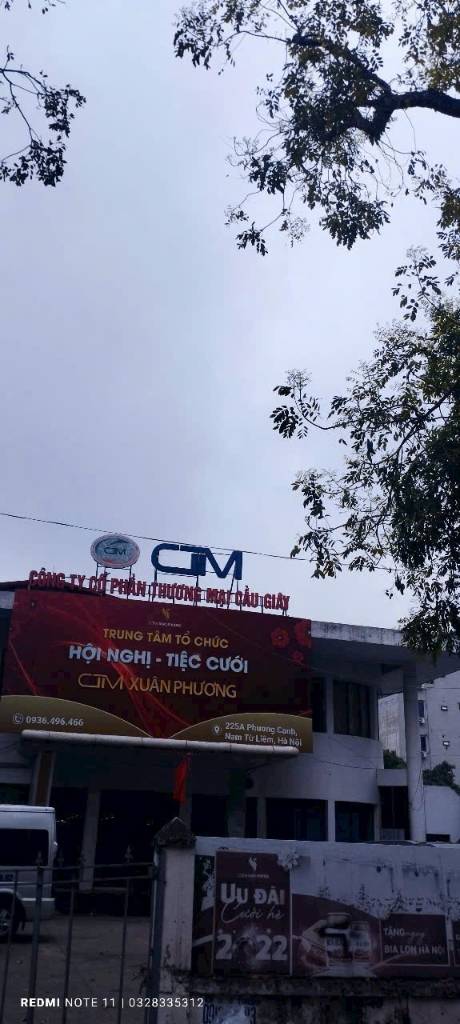 CTM
CTM
CÔNG TY CỔ PHẦN THƯƠNG MẠI CẦU GIẤY
TRUNG TÂM TỔ CHỨC
HỘI NGHỊ - TIỆC CƯỚI
CTM XUÂN PHƯƠNG
0936.496.466
225A Phương Canh,
Nam Từ Liêm, Hà Nội
ƯU ĐÃI
Cưới hè
2022
TẶNG ngay
BIA LON HÀ NỘI
REDMI NOTE 11 | 0328335312